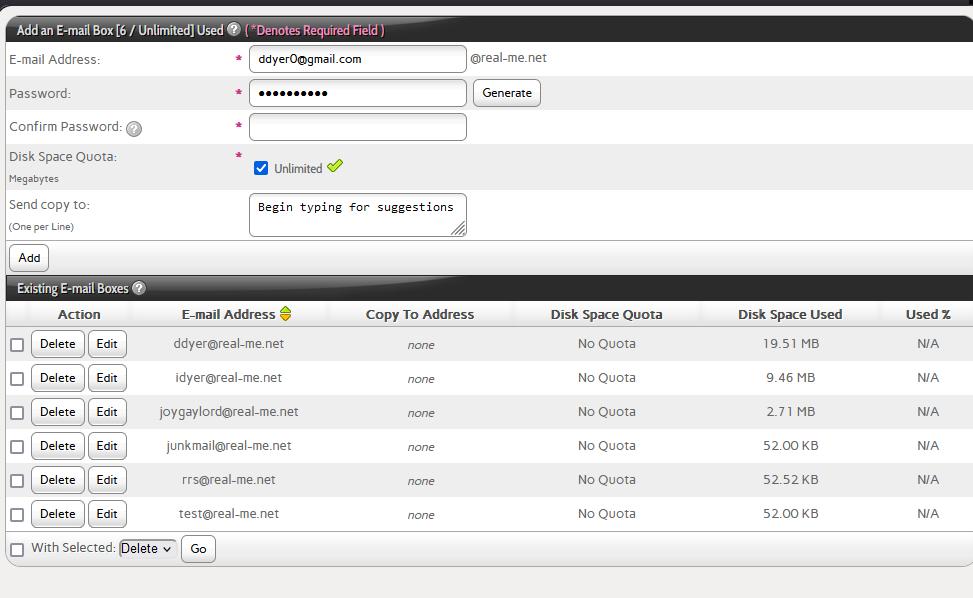 Add an E-mail Box [6 / Unlimited] Used ? ( *Denotes Required Field )
E-mail Address: * ddyer0@gmail.com @real-me.net
Password: * •••••••••• Generate
Confirm Password: ? *
Disk Space Quota: *
Megabytes
Unlimited
Send copy to:
(One per Line)
Begin typing for suggestions
Add
Existing E-mail Boxes ?
Action E-mail Address Copy To Address Disk Space Quota Disk Space Used Used %
Delete Edit ddyer@real-me.net none No Quota 19.51 MB N/A
Delete Edit idyer@real-me.net none No Quota 9.46 MB N/A
Delete Edit joygaylord@real-me.net none No Quota 2.71 MB N/A
Delete Edit junkmail@real-me.net none No Quota 52.00 KB N/A
Delete Edit rrs@real-me.net none No Quota 52.52 KB N/A
Delete Edit test@real-me.net none No Quota 52.00 KB N/A
With Selected: Delete Go